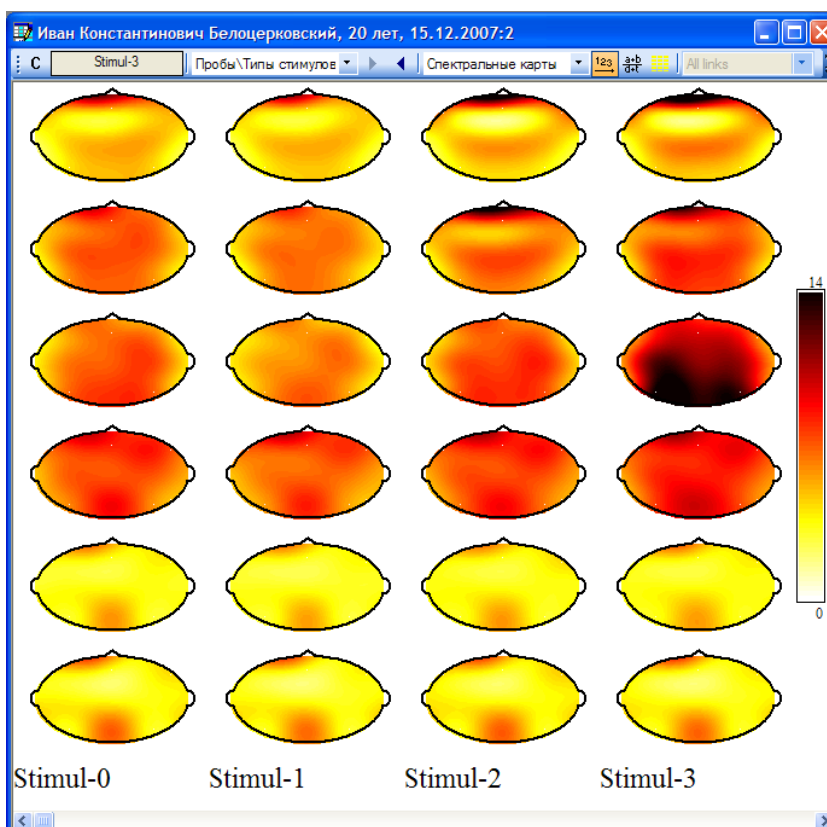 Иван Константинович Белоцерковский, 20 лет, 15.12.2007:2
C Stimul-3 Пробы\Типы стимулов Спектральные карты 123 a+b d+t All links
14
0
Stimul-0 Stimul-1 Stimul-2 Stimul-3